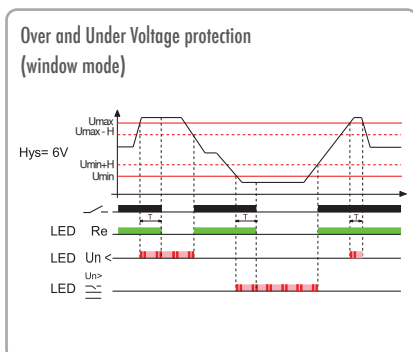 Over and Under Voltage protection
(window mode)
Umax
Umax - H
Hys= 6V
Umin+H
Umin
T T T
LED Re
LED Un <
Un>
LED